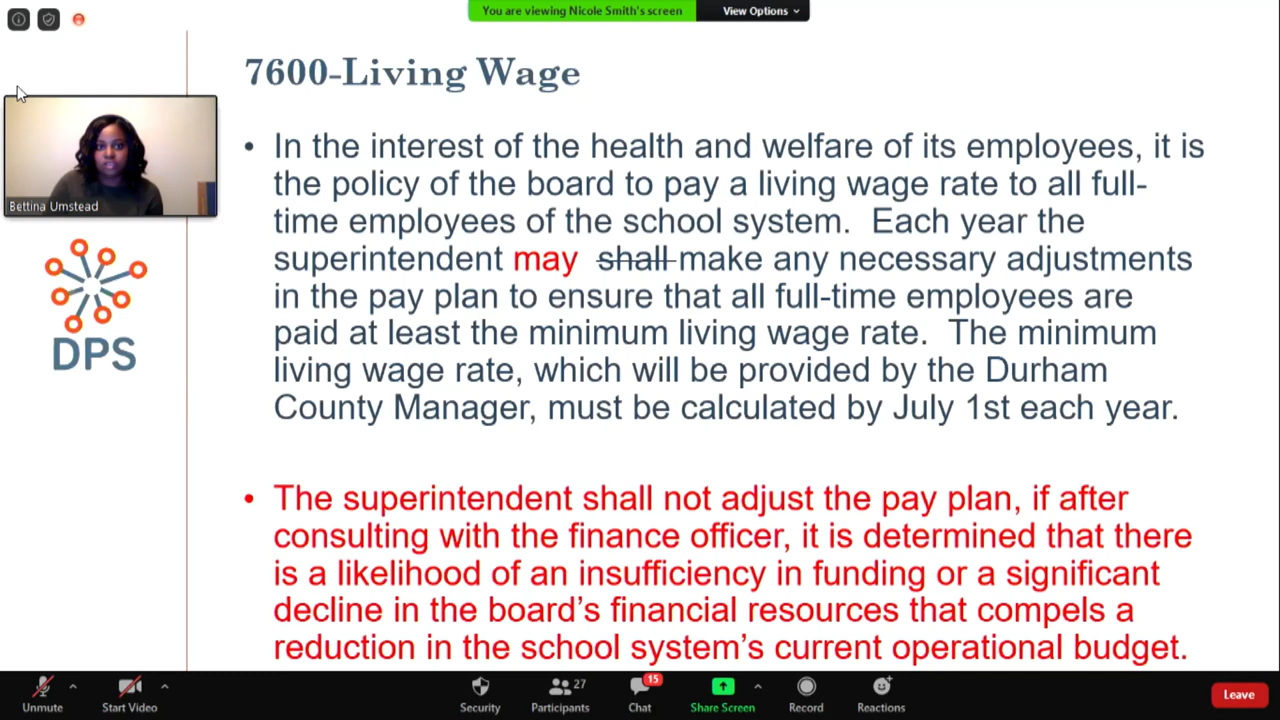 You are viewing Nicole Smith's screen
View Options
7600-Living Wage
• In the interest of the health and welfare of its employees, it is
the policy of the board to pay a living wage rate to all full-
time employees of the school system. Each year the
superintendent may shall make any necessary adjustments
in the pay plan to ensure that all full-time employees are
paid at least the minimum living wage rate. The minimum
living wage rate, which will be provided by the Durham
County Manager, must be calculated by July 1st each year.
• The superintendent shall not adjust the pay plan, if after
consulting with the finance officer, it is determined that there
is a likelihood of an insufficiency in funding or a significant
decline in the board's financial resources that compels a
reduction in the school system's current operational budget.
Bettina Umstead
DPS
Unmute
Start Video
Security
27
Participants
15
Chat
Share Screen
Record
Reactions
Leave